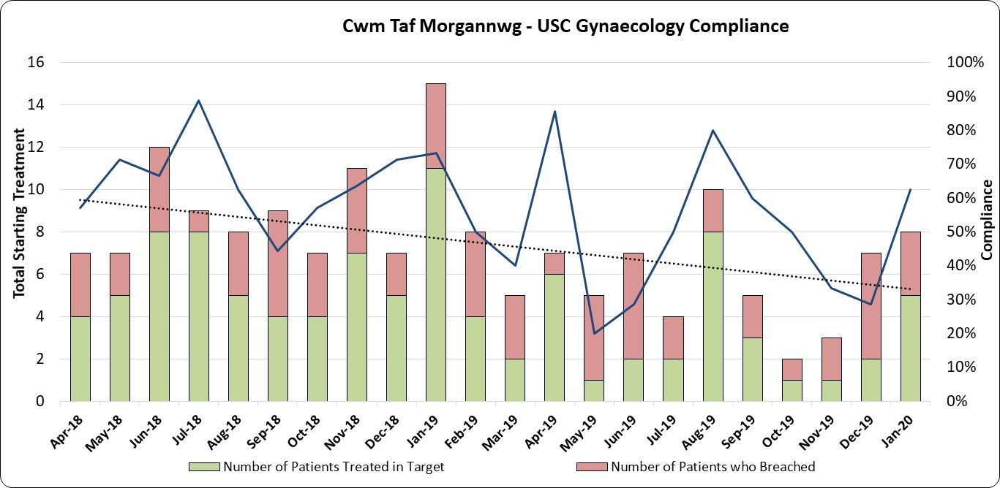 Cwm Taf Morgannwg - USC Gynaecology Compliance
Total Starting Treatment
16
14
12
10
8
6
4
2
0
100%
90%
80%
70%
60%
50%
40%
30%
20%
10%
0%
Compliance
Apr-18
May-18
Jun-18
Jul-18
Aug-18
Sep-18
Oct-18
Nov-18
Dec-18
Jan-19
Feb-19
Mar-19
Apr-19
May-19
Jun-19
Jul-19
Aug-19
Sep-19
Oct-19
Nov-19
Dec-19
Jan-20
Number of Patients Treated in Target
Number of Patients who Breached